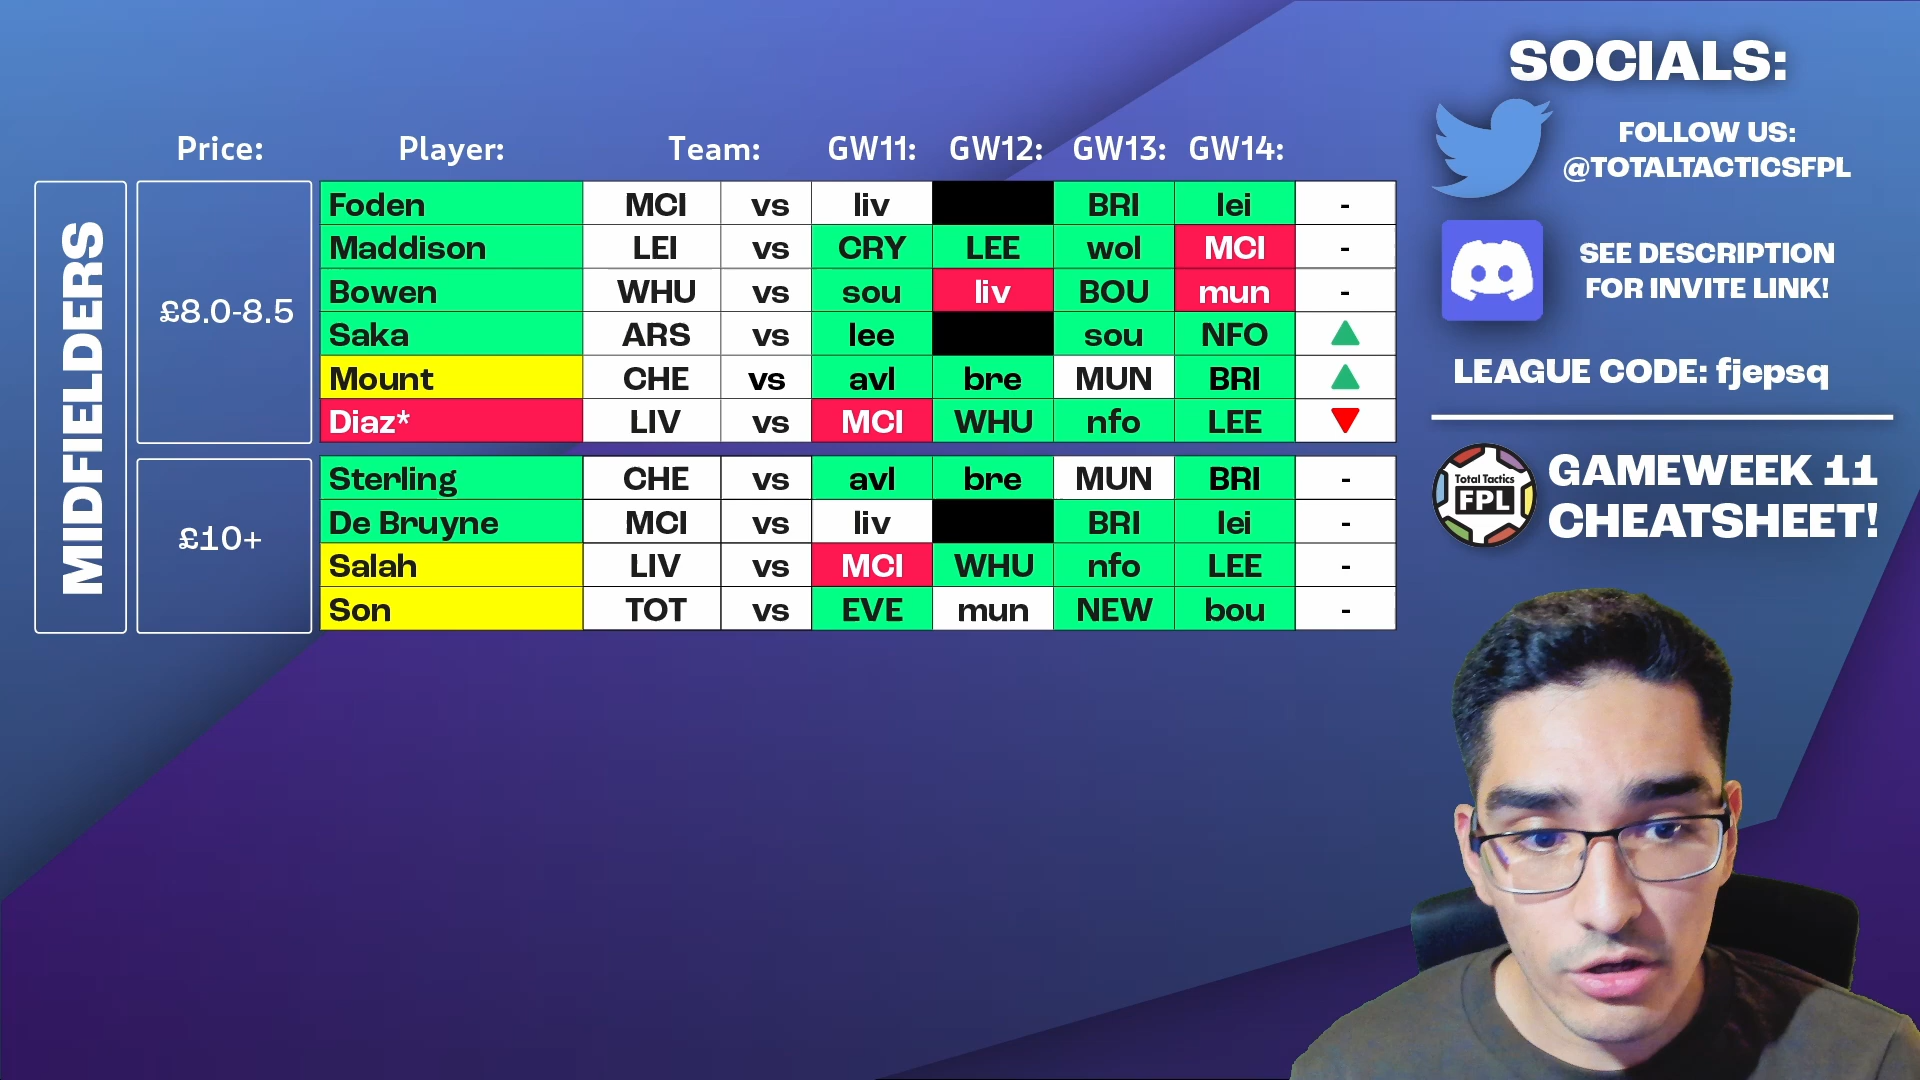 Price: Player: Team: GW11: GW12: GW13: GW14:
MIDFIELDERS
£8.0-8.5
Foden MCI vs liv BRI lei -
Maddison LEI vs CRY LEE wol MCI -
Bowen WHU vs sou liv BOU mun -
Saka ARS vs lee sou NFO
Mount CHE vs avl bre MUN BRI
Diaz* LIV vs MCI WHU nfo LEE
£10+
Sterling CHE vs avl bre MUN BRI -
De Bruyne MCI vs liv BRI lei -
Salah LIV vs MCI WHU nfo LEE -
Son TOT vs EVE mun NEW bou -
SOCIALS:
FOLLOW US:
@TOTALTACTICSFPL
SEE DESCRIPTION
FOR INVITE LINK!
LEAGUE CODE: fjepsq
Total Tactics
FPL
GAMEWEEK 11
CHEATSHEET!